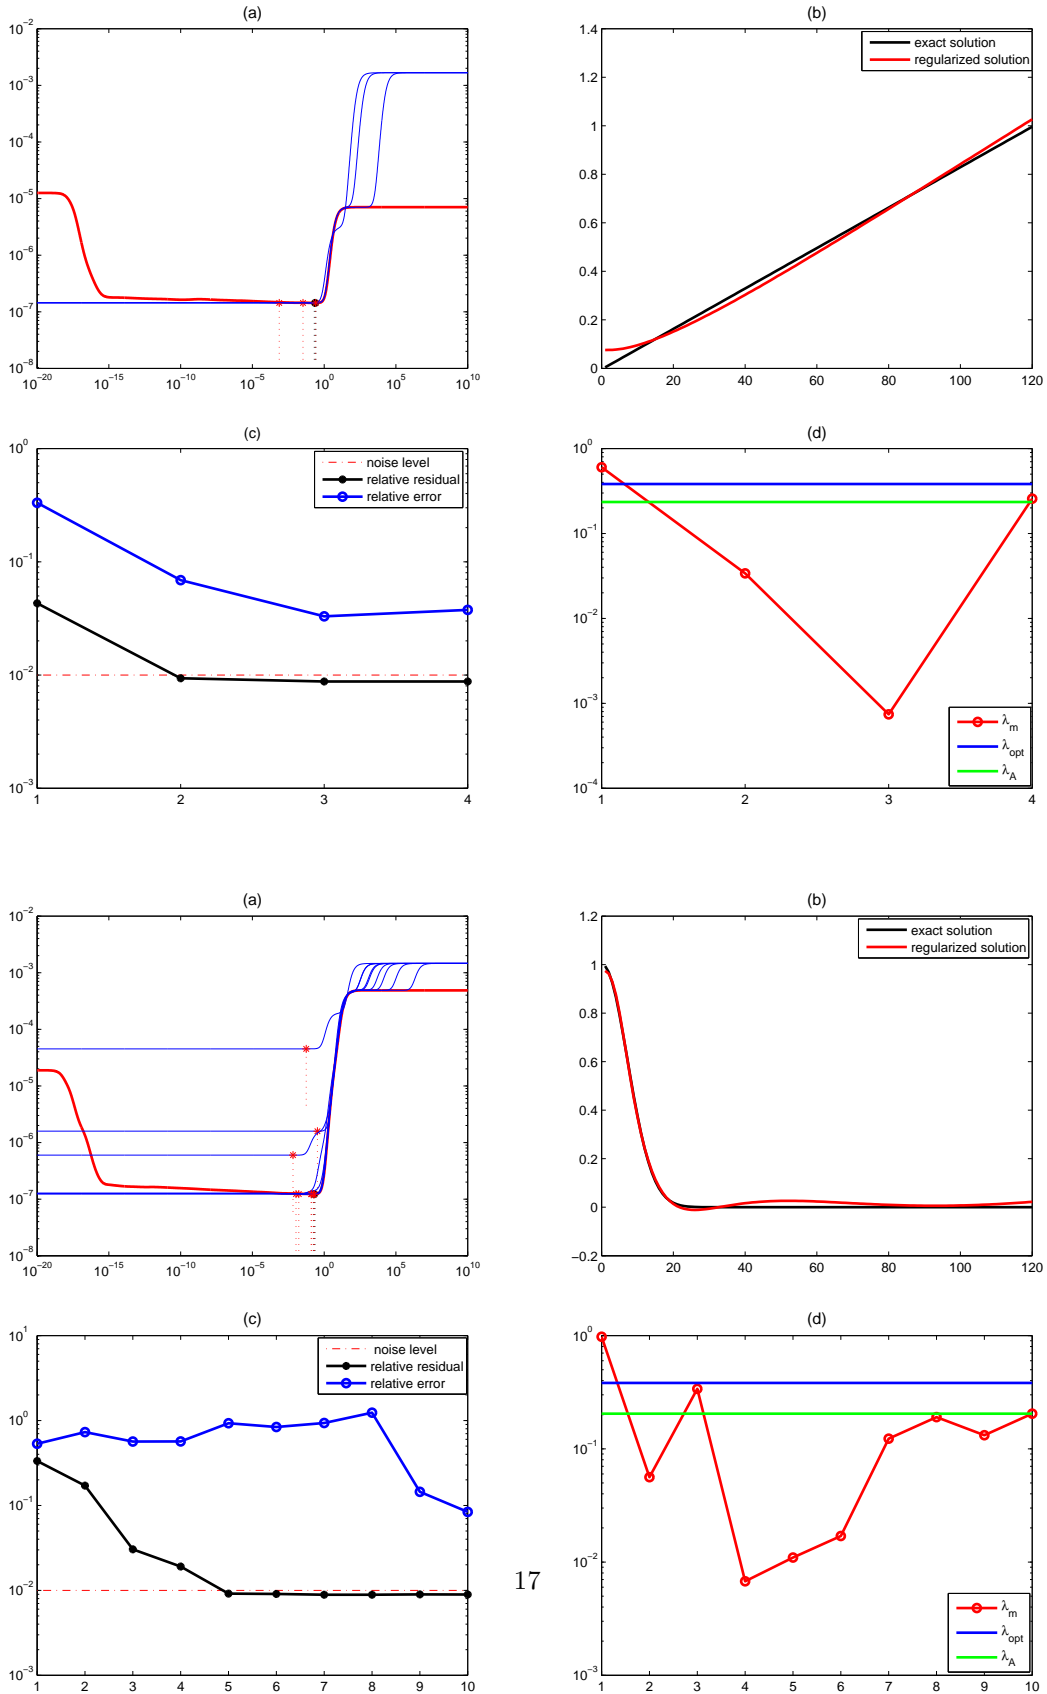 (a)
10^-2
10^-3
10^-4
10^-5
10^-6
10^-7
10^-8
10^-20 10^-15 10^-10 10^-5 10^0 10^5 10^10
(b)
1.4
1.2
1
0.8
0.6
0.4
0.2
0
0 20 40 60 80 100 120
exact solution
regularized solution
(c)
10^0
10^-1
10^-2
10^-3
1 2 3 4
noise level
relative residual
relative error
(d)
10^0
10^-1
10^-2
10^-3
10^-4
1 2 3 4
λ_m
λ_opt
λ_A
(a)
10^-2
10^-3
10^-4
10^-5
10^-6
10^-7
10^-8
10^-20 10^-15 10^-10 10^-5 10^0 10^5 10^10
(b)
1.2
1
0.8
0.6
0.4
0.2
0
−0.2
0 20 40 60 80 100 120
exact solution
regularized solution
(c)
10^1
10^0
10^-1
10^-2
10^-3
1 2 3 4 5 6 7 8 9 10
noise level
relative residual
relative error
(d)
10^0
10^-1
10^-2
10^-3
1 2 3 4 5 6 7 8 9 10
λ_m
λ_opt
λ_A
17